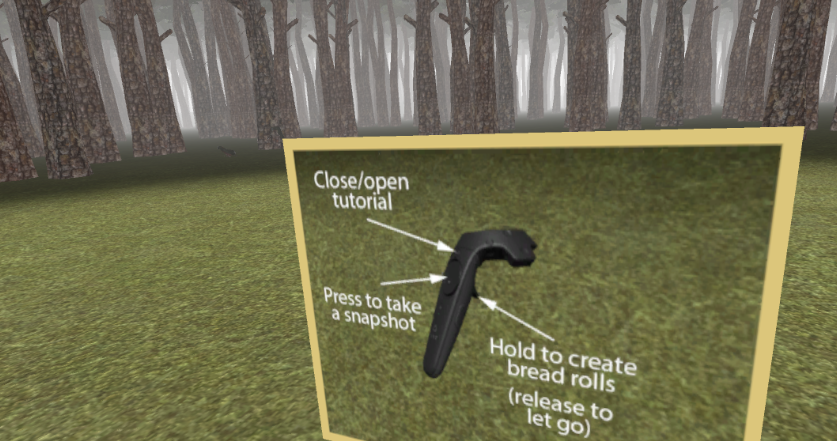 Close/open
tutorial
Press to take
a snapshot
Hold to create
bread rolls
(release to
let go)